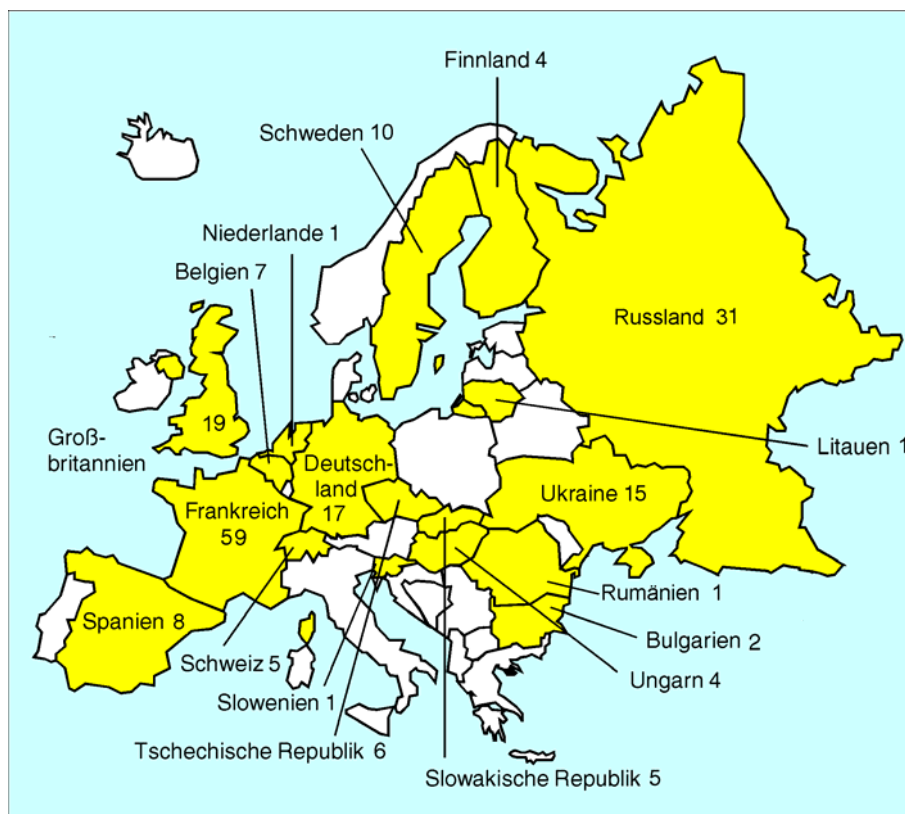 Finnland 4
Schweden 10
Niederlande 1
Belgien 7
Russland 31
19
Groß-
britannien
Litauen 1
Deutsch-
land
17
Ukraine 15
Frankreich
59
Rumänien 1
Spanien 8
Bulgarien 2
Schweiz 5
Ungarn 4
Slowenien 1
Tschechische Republik 6
Slowakische Republik 5